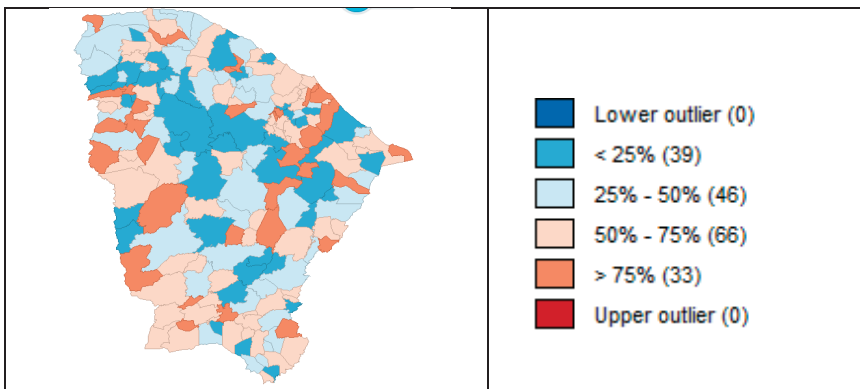 Lower outlier (0)
< 25% (39)
25% - 50% (46)
50% - 75% (66)
> 75% (33)
Upper outlier (0)